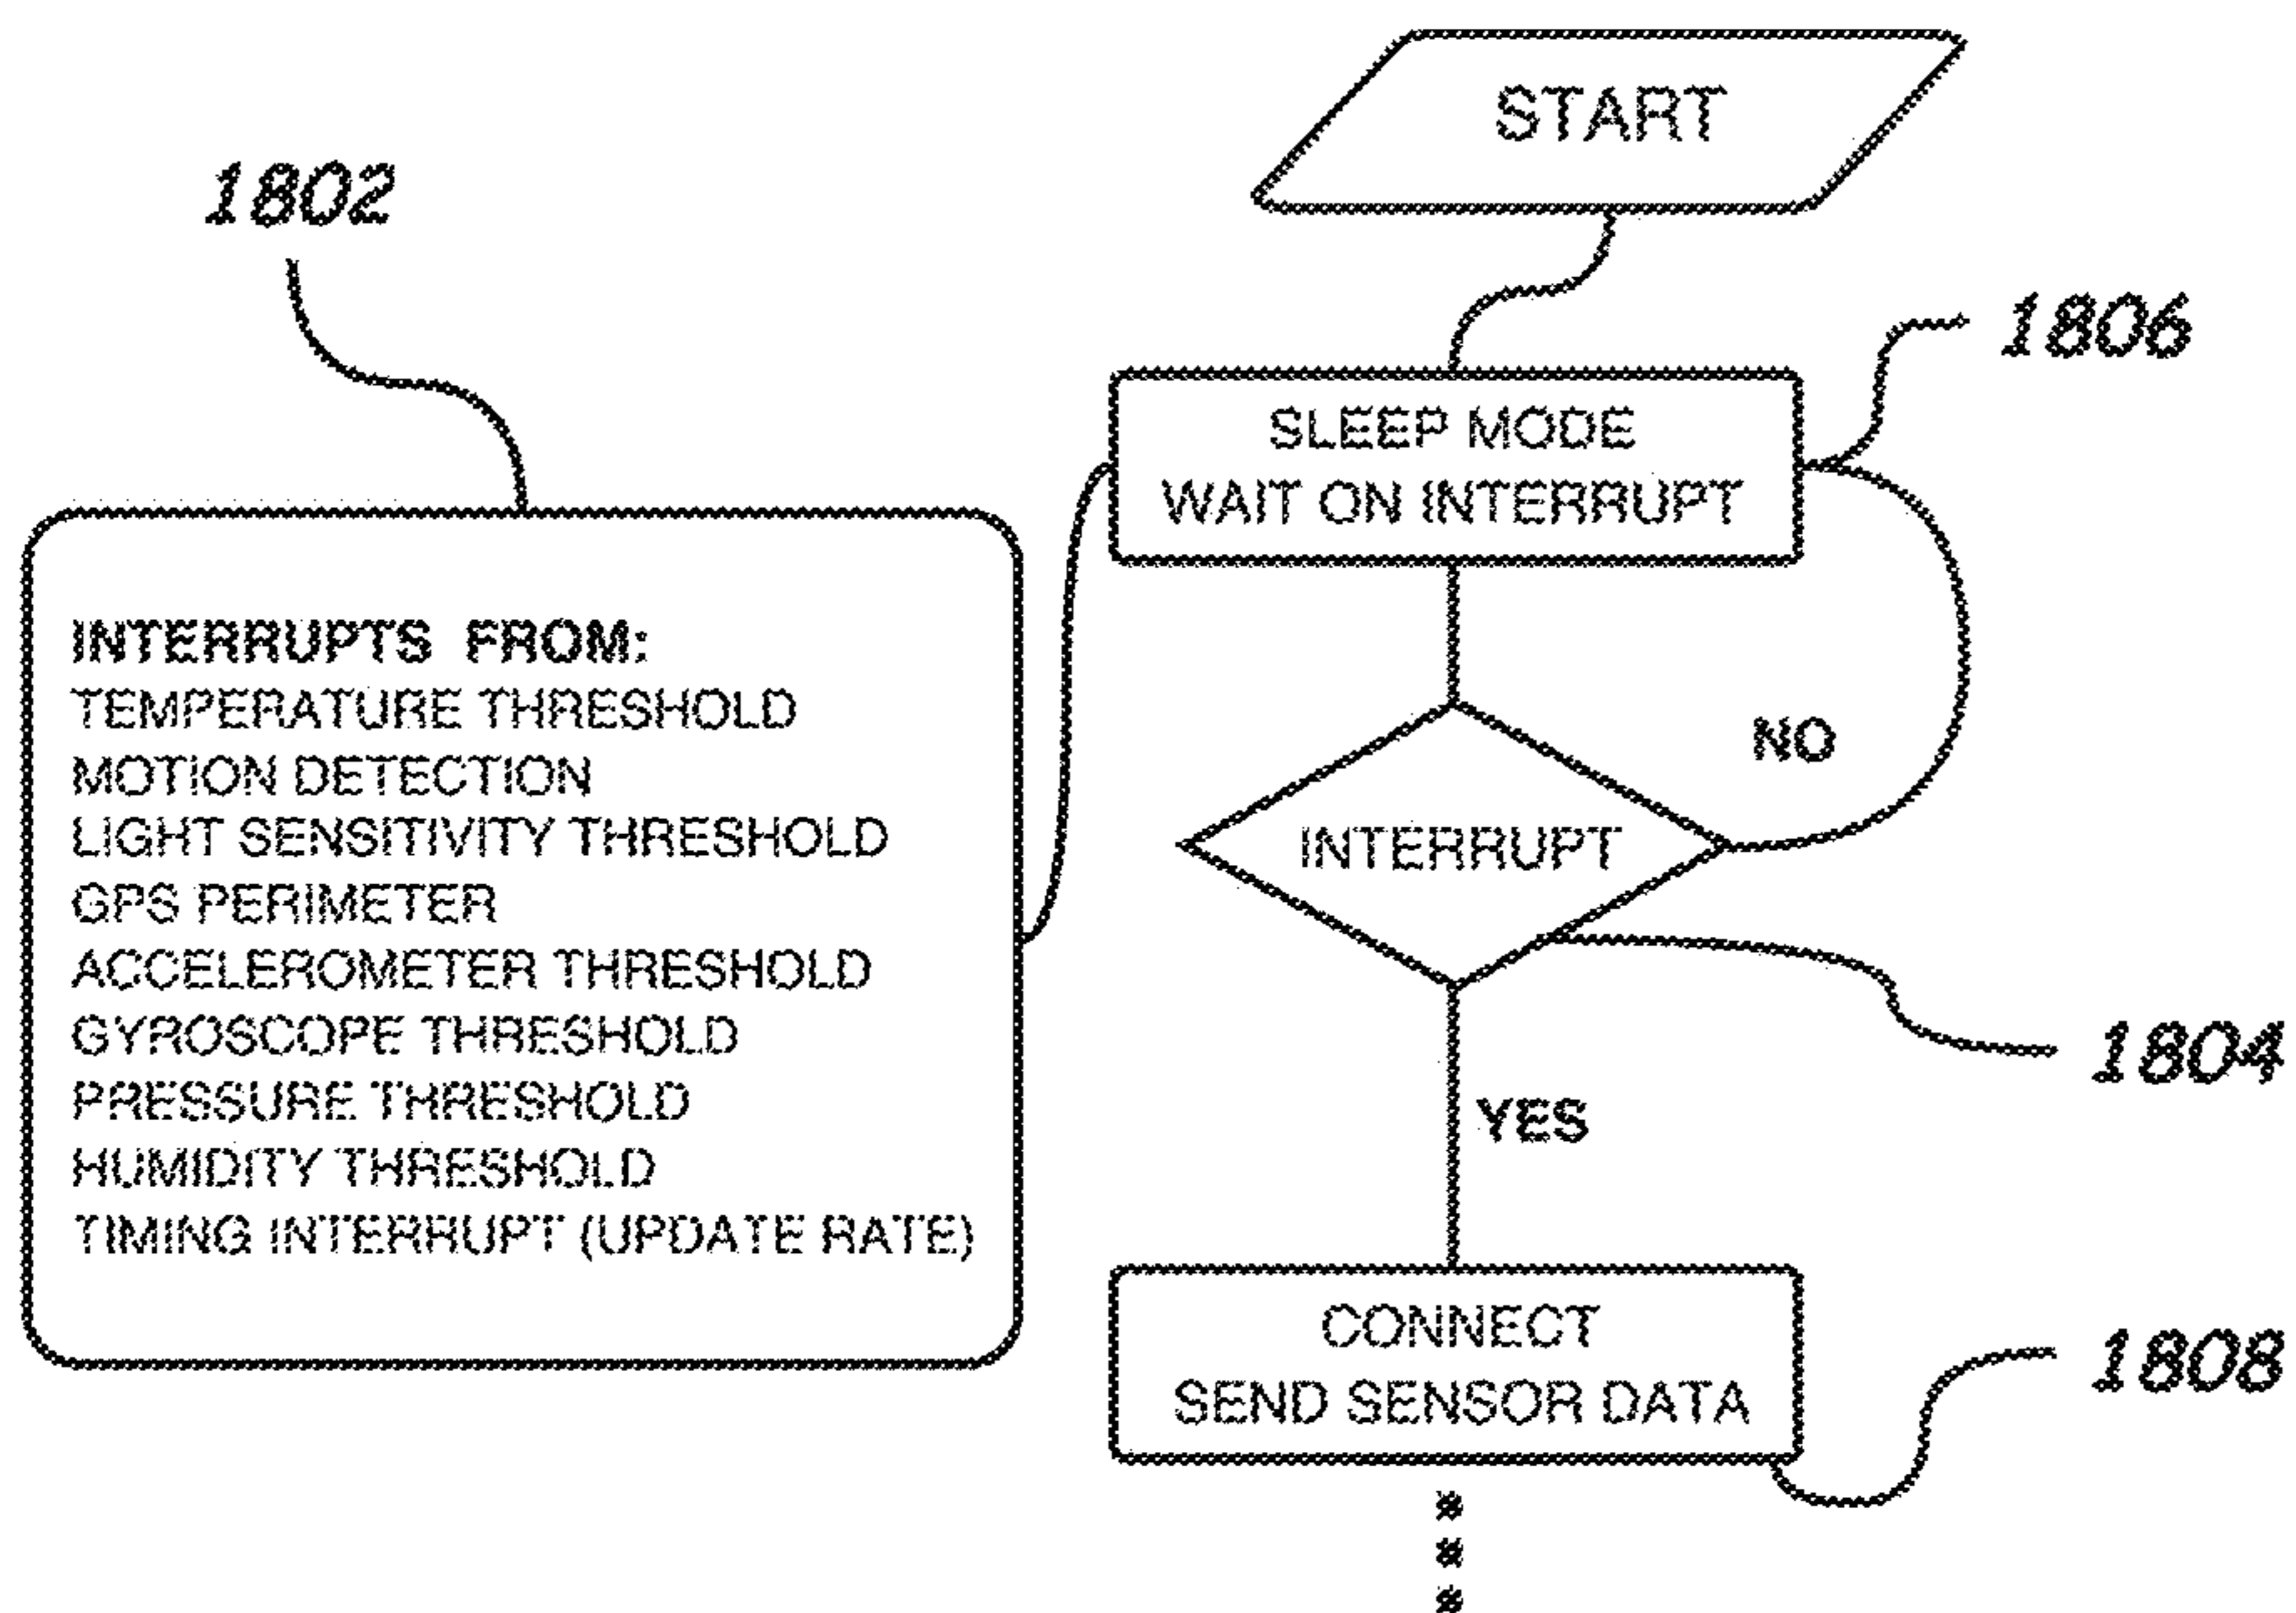 START
1802
1806
SLEEP MODE
WAIT ON INTERRUPT
INTERRUPTS FROM:
TEMPERATURE THRESHOLD
MOTION DETECTION
LIGHT SENSITIVITY THRESHOLD
GPS PERIMETER
ACCELEROMETER THRESHOLD
GYROSCOPE THRESHOLD
PRESSURE THRESHOLD
HUMIDITY THRESHOLD
TIMING INTERRUPT (UPDATE RATE)
NO
INTERRUPT
1804
YES
CONNECT
SEND SENSOR DATA
1808